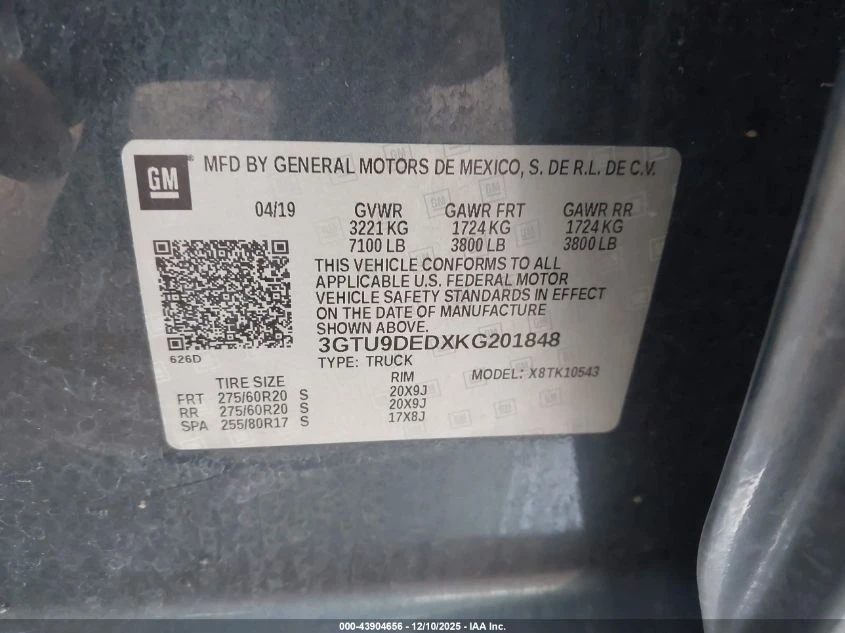 GM ® MFD BY GENERAL MOTORS DE MEXICO, S. DE R.L. DE C.V.
04/19 GVWR GAWR FRT GAWR RR
3221 KG 1724 KG 1724 KG
7100 LB 3800 LB 3800 LB
THIS VEHICLE CONFORMS TO ALL
APPLICABLE U.S. FEDERAL MOTOR
VEHICLE SAFETY STANDARDS IN EFFECT
ON THE DATE OF MANUFACTURE
SHOWN ABOVE.
3GTU9DEDXKG201848
626D TYPE: TRUCK
MODEL: X8TK10543
TIRE SIZE RIM
FRT 275/60R20 S 20X9J
RR 275/60R20 S 20X9J
SPA 255/80R17 S 17X8J
000-43904656 – 12/10/2025 – IAA Inc.